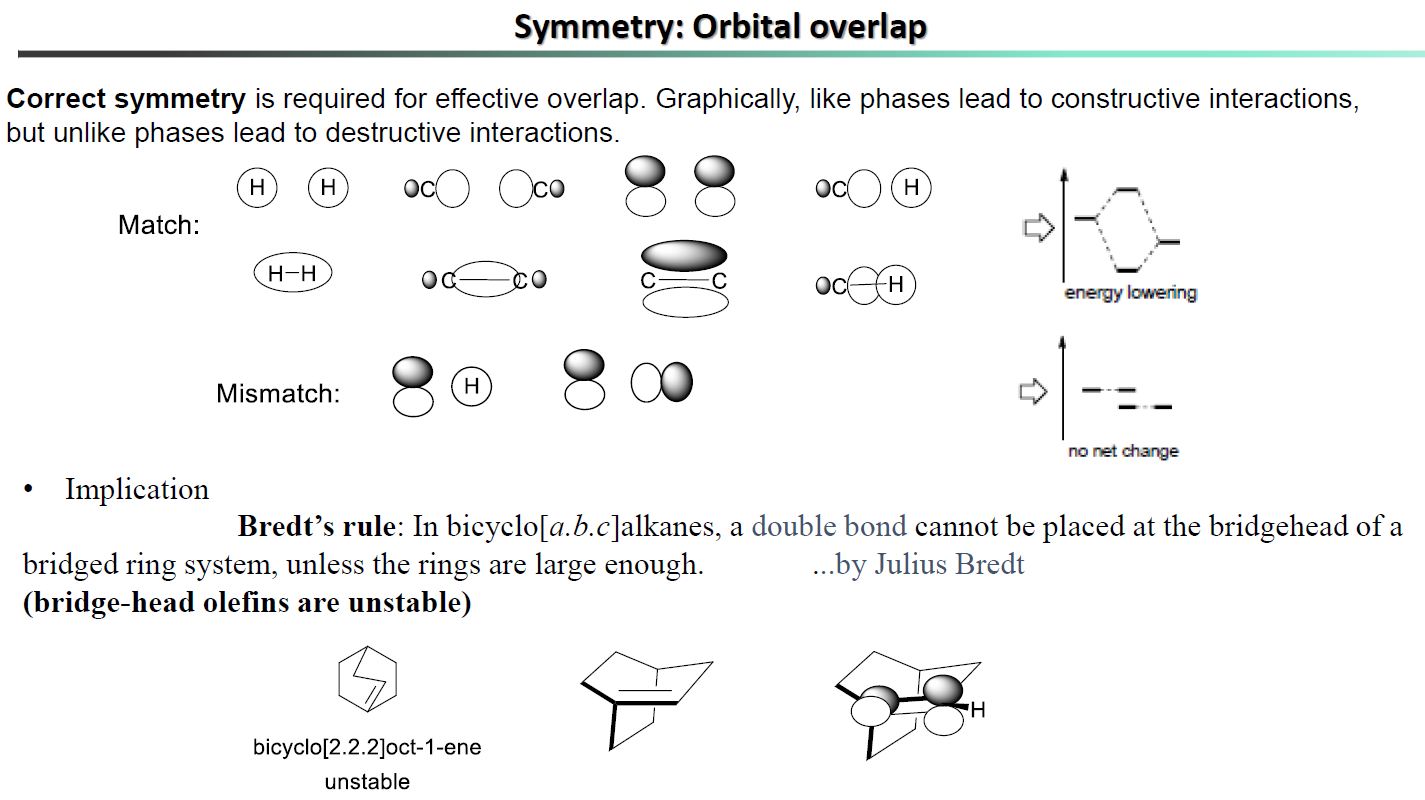 Symmetry: Orbital overlap
Correct symmetry is required for effective overlap. Graphically, like phases lead to constructive interactions,
but unlike phases lead to destructive interactions.
H H C C C H
Match:
H–H C C C C C H
energy lowering
Mismatch:
H
no net change
• Implication
Bredt’s rule: In bicyclo[a.b.c]alkanes, a double bond cannot be placed at the bridgehead of a
bridged ring system, unless the rings are large enough. ...by Julius Bredt
(bridge-head olefins are unstable)
H
bicyclo[2.2.2]oct-1-ene
unstable